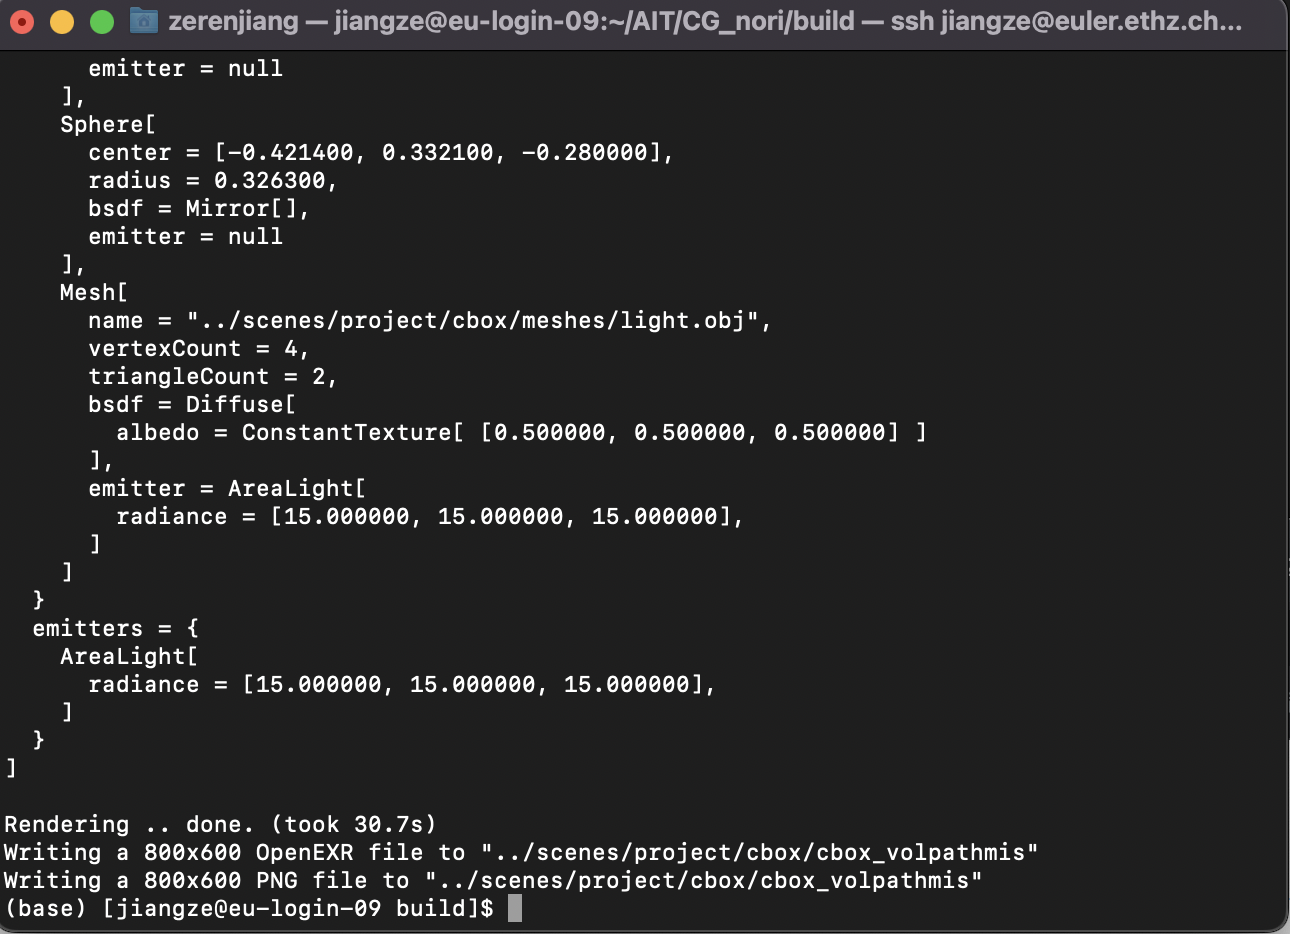 zerenjiang — jiangze@eu-login-09:~/AIT/CG_nori/build — ssh jiangze@euler.ethz.ch...
emitter = null
],
Sphere[
center = [-0.421400, 0.332100, -0.280000],
radius = 0.326300,
bsdf = Mirror[],
emitter = null
],
Mesh[
name = "../scenes/project/cbox/meshes/light.obj",
vertexCount = 4,
triangleCount = 2,
bsdf = Diffuse[
albedo = ConstantTexture[ [0.500000, 0.500000, 0.500000] ]
],
emitter = AreaLight[
radiance = [15.000000, 15.000000, 15.000000],
]
]
}
emitters = {
AreaLight[
radiance = [15.000000, 15.000000, 15.000000],
]
}
]
Rendering .. done. (took 30.7s)
Writing a 800x600 OpenEXR file to "../scenes/project/cbox/cbox_volpathmis"
Writing a 800x600 PNG file to "../scenes/project/cbox/cbox_volpathmis"
(base) [jiangze@eu-login-09 build]$